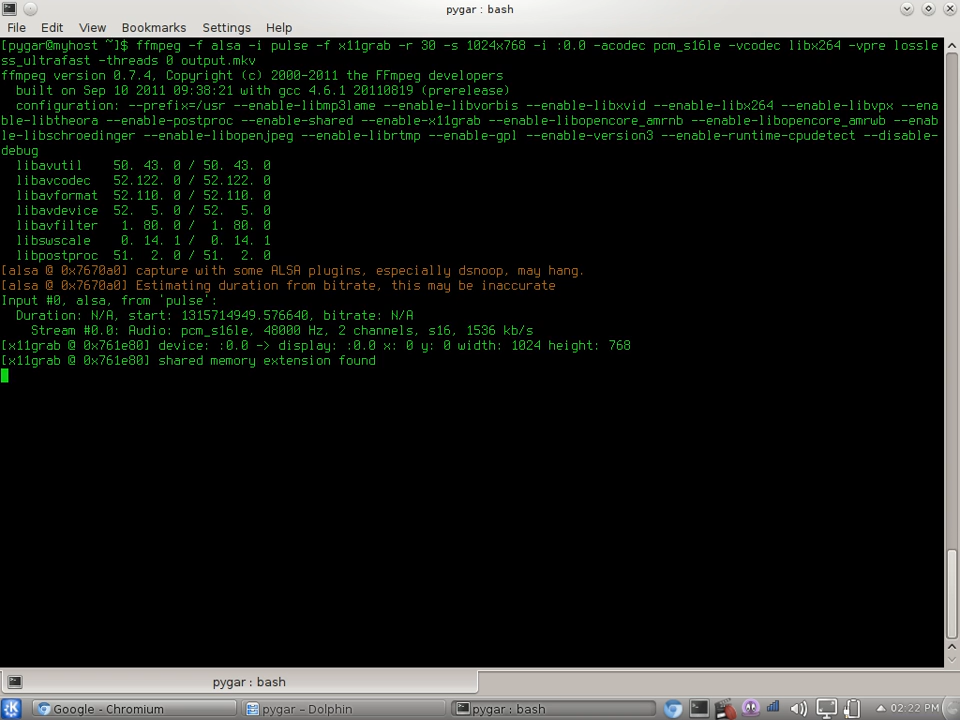 pygar : bash
File Edit View Bookmarks Settings Help
[pygar@myhost ~]$ ffmpeg -f alsa -i pulse -f x11grab -r 30 -s 1024x768 -i :0.0 -acodec pcm_s16le -vcodec libx264 -vpre lossle
ss_ultrafast -threads 0 output.mkv
ffmpeg version 0.7.4, Copyright (c) 2000-2011 the FFmpeg developers
  built on Sep 10 2011 09:38:21 with gcc 4.6.1 20110819 (prerelease)
  configuration: --prefix=/usr --enable-libmp3lame --enable-libvorbis --enable-libxvid --enable-libx264 --enable-libvpx --ena
ble-libtheora --enable-postproc --enable-shared --enable-x11grab --enable-libopencore_amrnb --enable-libopencore_amrwb --enab
le-libschroedinger --enable-libopenjpeg --enable-librtmp --enable-gpl --enable-version3 --enable-runtime-cpudetect --disable-
debug
  libavutil    50. 43. 0 / 50. 43. 0
  libavcodec   52.122. 0 / 52.122. 0
  libavformat  52.110. 0 / 52.110. 0
  libavdevice  52.  5. 0 / 52.  5. 0
  libavfilter   1. 80. 0 /  1. 80. 0
  libswscale    0. 14. 1 /  0. 14. 1
  libpostproc  51.  2. 0 / 51.  2. 0
[alsa @ 0x7670a0] capture with some ALSA plugins, especially dsnoop, may hang.
[alsa @ 0x7670a0] Estimating duration from bitrate, this may be inaccurate
Input #0, alsa, from 'pulse':
  Duration: N/A, start: 1315714949.576640, bitrate: N/A
    Stream #0.0: Audio: pcm_s16le, 48000 Hz, 2 channels, s16, 1536 kb/s
[x11grab @ 0x761e80] device: :0.0 -> display: :0.0 x: 0 y: 0 width: 1024 height: 768
[x11grab @ 0x761e80] shared memory extension found
pygar : bash
Google - Chromium pygar – Dolphin pygar : bash 02:22 PM